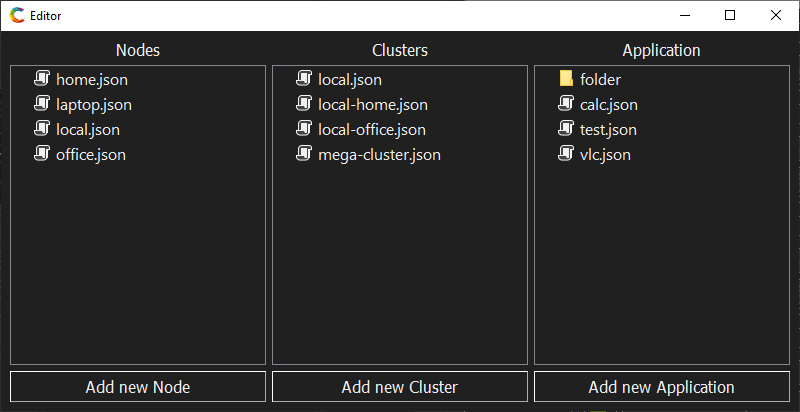 Editor
Nodes
Clusters
Application
home.json
laptop.json
local.json
office.json
local.json
local-home.json
local-office.json
mega-cluster.json
folder
calc.json
test.json
vlc.json
Add new Node
Add new Cluster
Add new Application